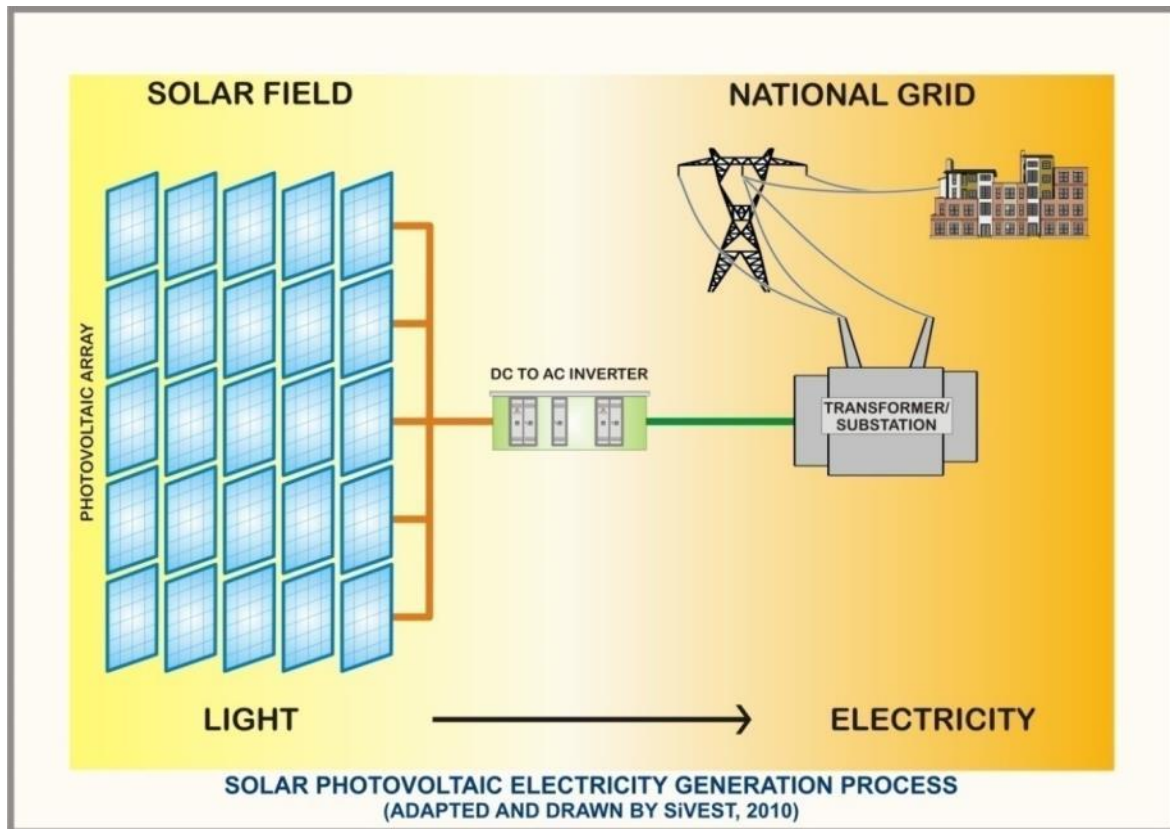 SOLAR FIELD
NATIONAL GRID
PHOTOVOLTAIC ARRAY
DC TO AC INVERTER
TRANSFORMER/
SUBSTATION
LIGHT
ELECTRICITY
SOLAR PHOTOVOLTAIC ELECTRICITY GENERATION PROCESS
(ADAPTED AND DRAWN BY SiVEST, 2010)